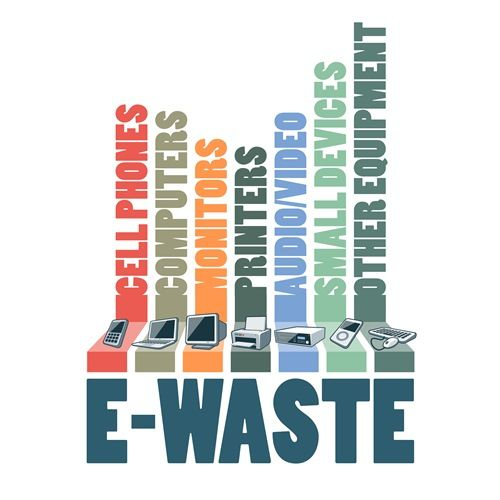 CELL PHONES
COMPUTERS
MONITORS
PRINTERS
AUDIO/VIDEO
SMALL DEVICES
OTHER EQUIPMENT
E-WASTE